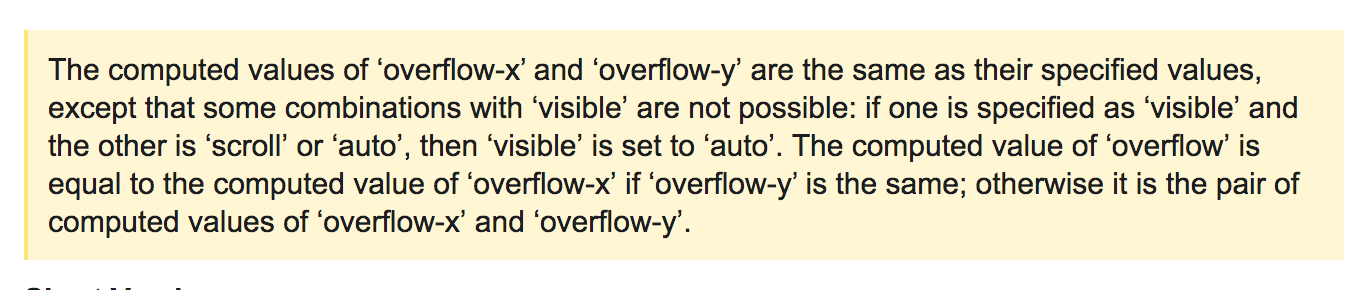 The computed values of ‘overflow-x’ and ‘overflow-y’ are the same as their specified values,
except that some combinations with ‘visible’ are not possible: if one is specified as ‘visible’ and
the other is ‘scroll’ or ‘auto’, then ‘visible’ is set to ‘auto’. The computed value of ‘overflow’ is
equal to the computed value of ‘overflow-x’ if ‘overflow-y’ is the same; otherwise it is the pair of
computed values of ‘overflow-x’ and ‘overflow-y’.